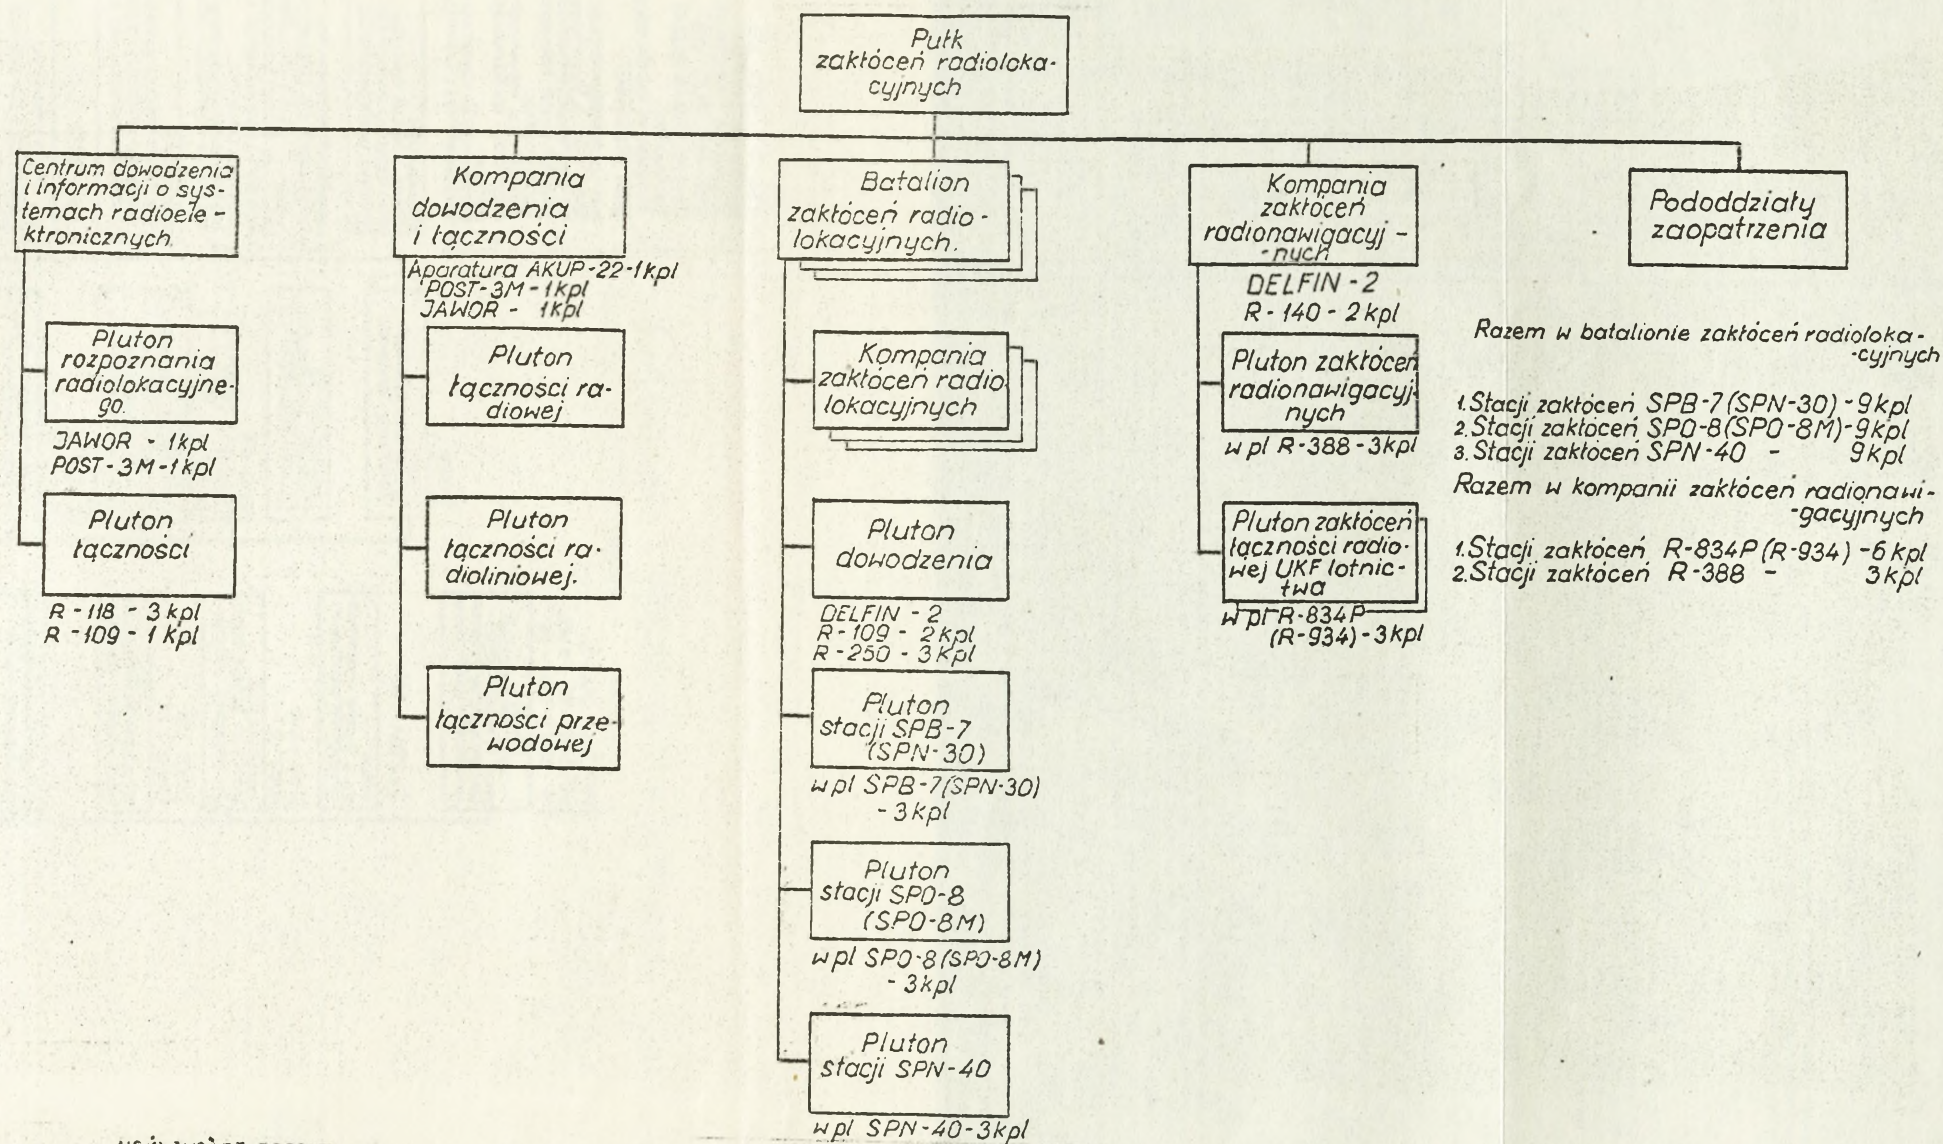 Pułk
zakłóceń radioloka-
cyjnych
Centrum dowodzenia
i informacji o sys-
temach radioele-
ktronicznych.
Pluton
rozpoznania
radiolokacyjne-
go.
JAWOR - 1kpl
POST-3M-1kpl
Pluton
łączności
R-118 - 3 kpl
R-109 - 1 kpl
Kompania
dowodzenia
i łączności
Aparatura AKUP-22-1kpl
POST-3M-1kpl
JAWOR - 1kpl
Pluton
łączności ra-
diowej
Pluton
łączności ra-
dioliniowej.
Pluton
łączności prze-
wodowej
Batalion
zakłóceń radio-
lokacyjnych.
Kompania
zakłóceń radio-
lokacyjnych
Pluton
dowodzenia
DELFIN - 2
R-109 - 2kpl
R-250 - 3kpl
Pluton
stacji SPB-7
(SPN-30)
w pl SPB-7(SPN-30)
- 3kpl
Pluton
stacji SPO-8
(SPO-8M)
w pl SPO-8(SPO-8M)
- 3kpl
Pluton
stacji SPN-40
w pl SPN-40-3kpl
Kompania
zakłóceń
radionawigacyj-
-nych
DELFIN - 2
R-140 - 2kpl
Pluton zakłóceń
radionawigacyj-
nych
w pl R-388-3kpl
Pluton zakłóceń
łączności radio-
wej UKF lotnic-
twa
w pl R-834P
(R-934)-3kpl
Pododdziały
zaopatrzenia
Razem w batalionie zakłóceń radioloka-
-cyjnych
1.Stacji zakłóceń SPB-7(SPN-30)-9kpl
2.Stacji zakłóceń SPO-8(SPO-8M)-9kpl
3.Stacji zakłóceń SPN-40 - 9kpl
Razem w kompanii zakłóceń radionawi-
-gacyjnych
1.Stacji zakłóceń R-834P(R-934)-6kpl
2.Stacji zakłóceń R-388 - 3kpl